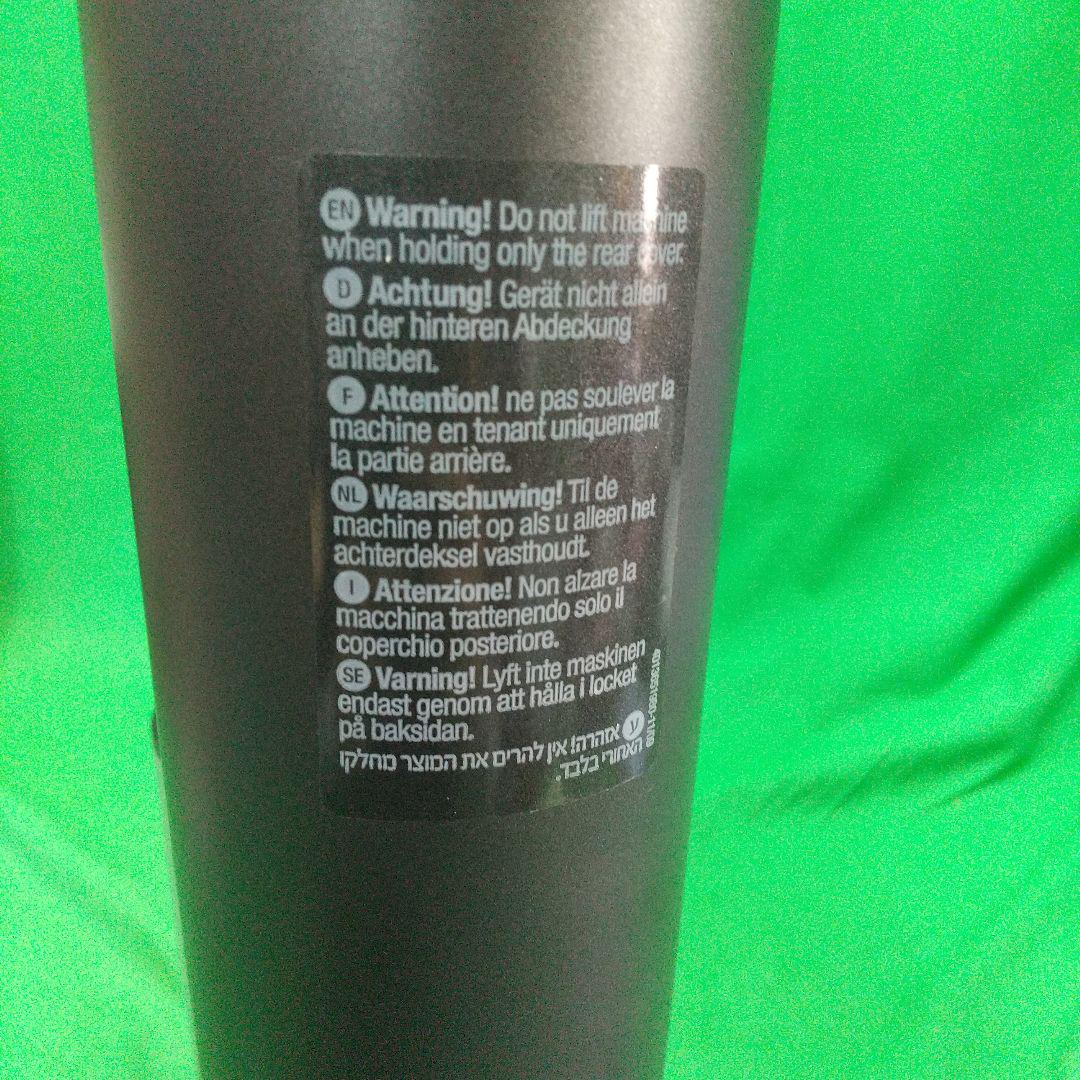 EN Warning! Do not lift machine
when holding only the rear cover.
D Achtung! Gerät nicht allein
an der hinteren Abdeckung
anheben.
F Attention! ne pas soulever la
machine en tenant uniquement
la partie arrière.
NL Waarschuwing! Til de
machine niet op als u alleen het
achterdeksel vasthoudt.
I Attenzione! Non alzare la
macchina trattenendo solo il
coperchio posteriore.
SE Varning! Lyft inte maskinen
endast genom att hålla i locket
på baksidan.
אזהרה! אין להרים את המוצר מחלקו
האחורי בלבד.